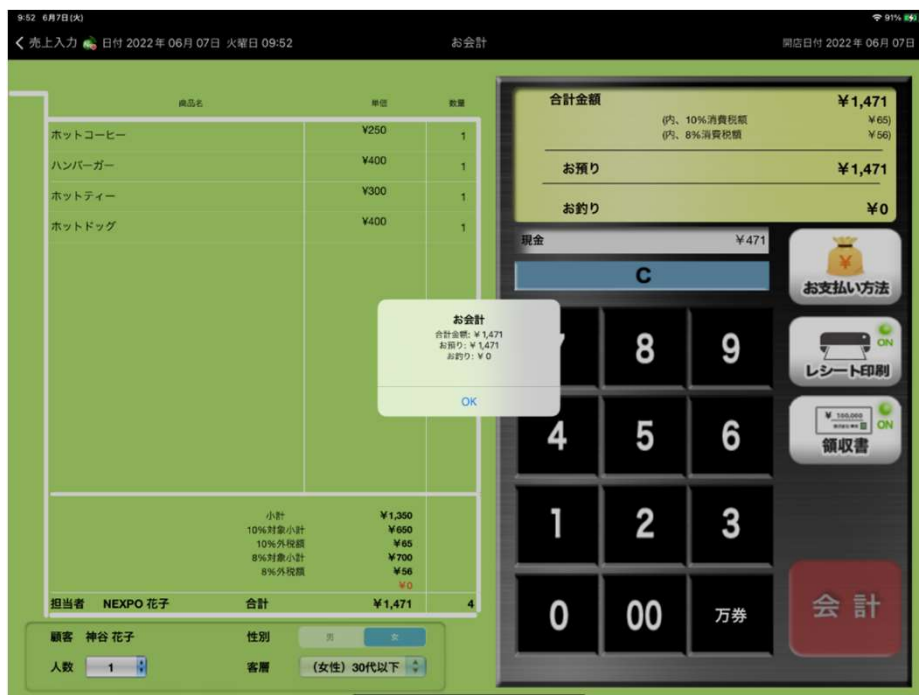 9:52 6月7日(火)
91%
売上入力 日付 2022年 06月 07日 火曜日 09:52
お会計
開店日付 2022年 06月 07日
商品名 単価 数量
ホットコーヒー ¥250 1
ハンバーガー ¥400 1
ホットティー ¥300 1
ホットドッグ ¥400 1
小計 ¥1,350
10%対象小計 ¥650
10%外税額 ¥65
8%対象小計 ¥700
8%外税額 ¥56
¥0
担当者 NEXPO 花子 合計 ¥1,471 4
顧客 神谷 花子 性別 男 女
人数 1 客層 (女性) 30代以下
合計金額 ¥1,471
(内、10%消費税額 ¥65)
(内、8%消費税額 ¥56)
お預り ¥1,471
お釣り ¥0
現金 ¥471
C
お支払い方法
お会計
合計金額: ¥ 1,471
お預り: ¥ 1,471
お釣り: ¥ 0
OK
7 8 9
ON
レシート印刷
4 5 6
¥ 100,000
ON
領収書
1 2 3
0 00 万券
会計